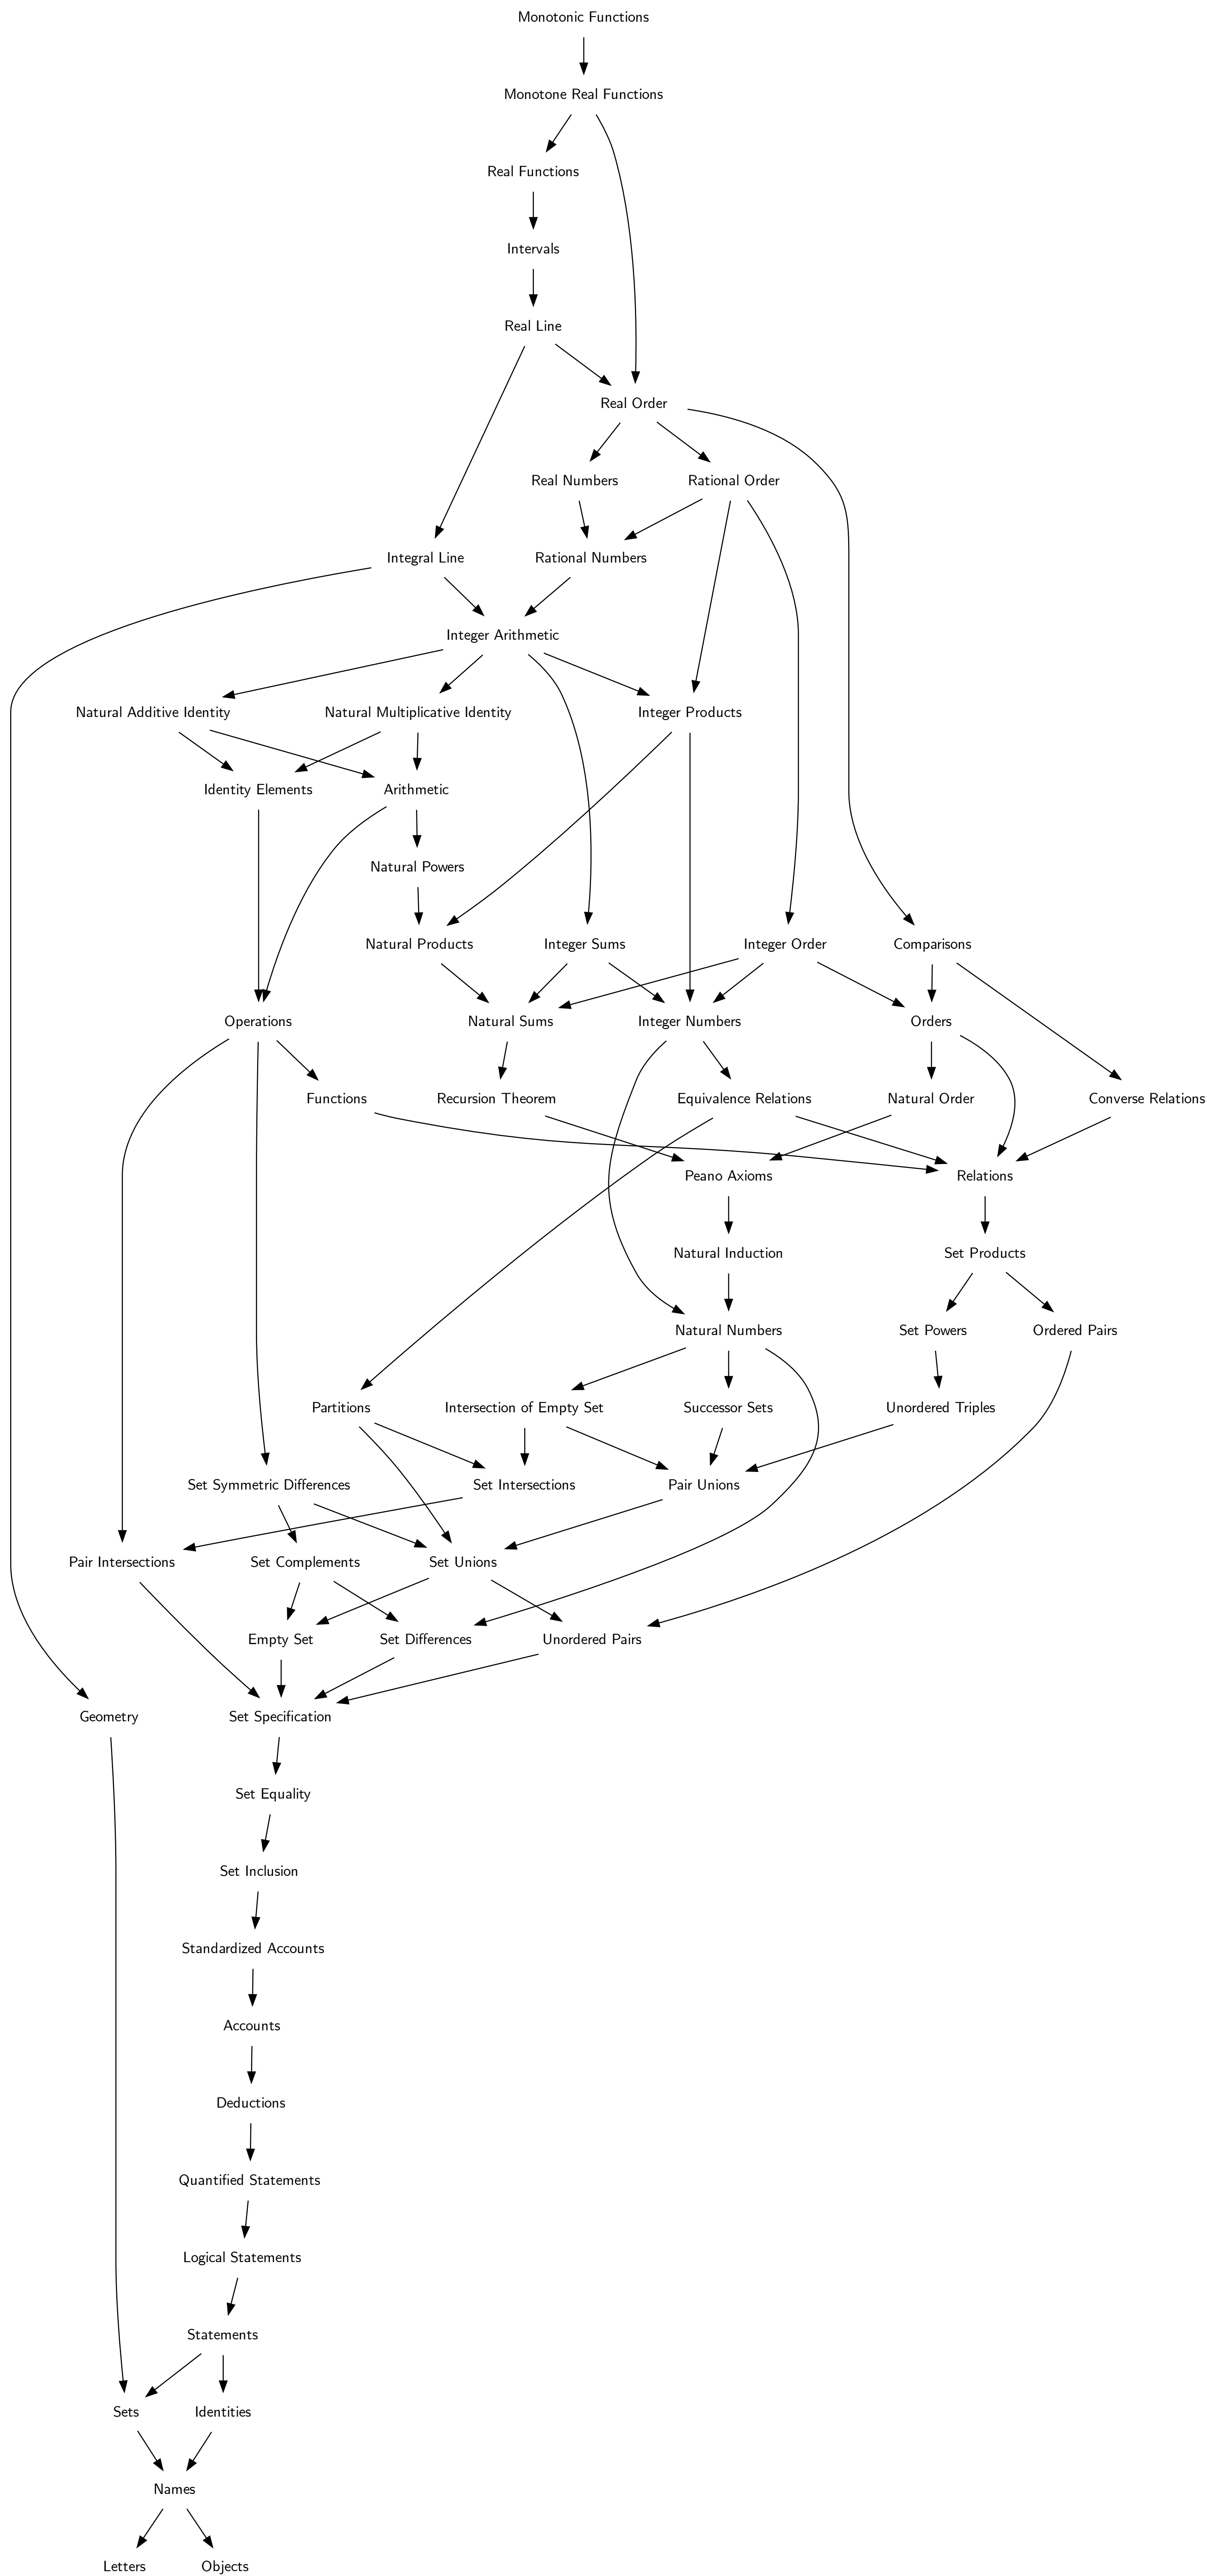 Monotonic Functions
Monotone Real Functions
Real Functions
Intervals
Real Line
Real Order
Real Numbers
Rational Order
Integral Line
Rational Numbers
Integer Arithmetic
Natural Additive Identity
Natural Multiplicative Identity
Integer Products
Identity Elements
Arithmetic
Natural Powers
Natural Products
Integer Sums
Integer Order
Comparisons
Operations
Natural Sums
Integer Numbers
Orders
Functions
Recursion Theorem
Equivalence Relations
Natural Order
Converse Relations
Peano Axioms
Relations
Natural Induction
Set Products
Natural Numbers
Set Powers
Ordered Pairs
Partitions
Intersection of Empty Set
Successor Sets
Unordered Triples
Set Symmetric Differences
Set Intersections
Pair Unions
Pair Intersections
Set Complements
Set Unions
Empty Set
Set Differences
Unordered Pairs
Geometry
Set Specification
Set Equality
Set Inclusion
Standardized Accounts
Accounts
Deductions
Quantified Statements
Logical Statements
Statements
Sets
Identities
Names
Letters
Objects